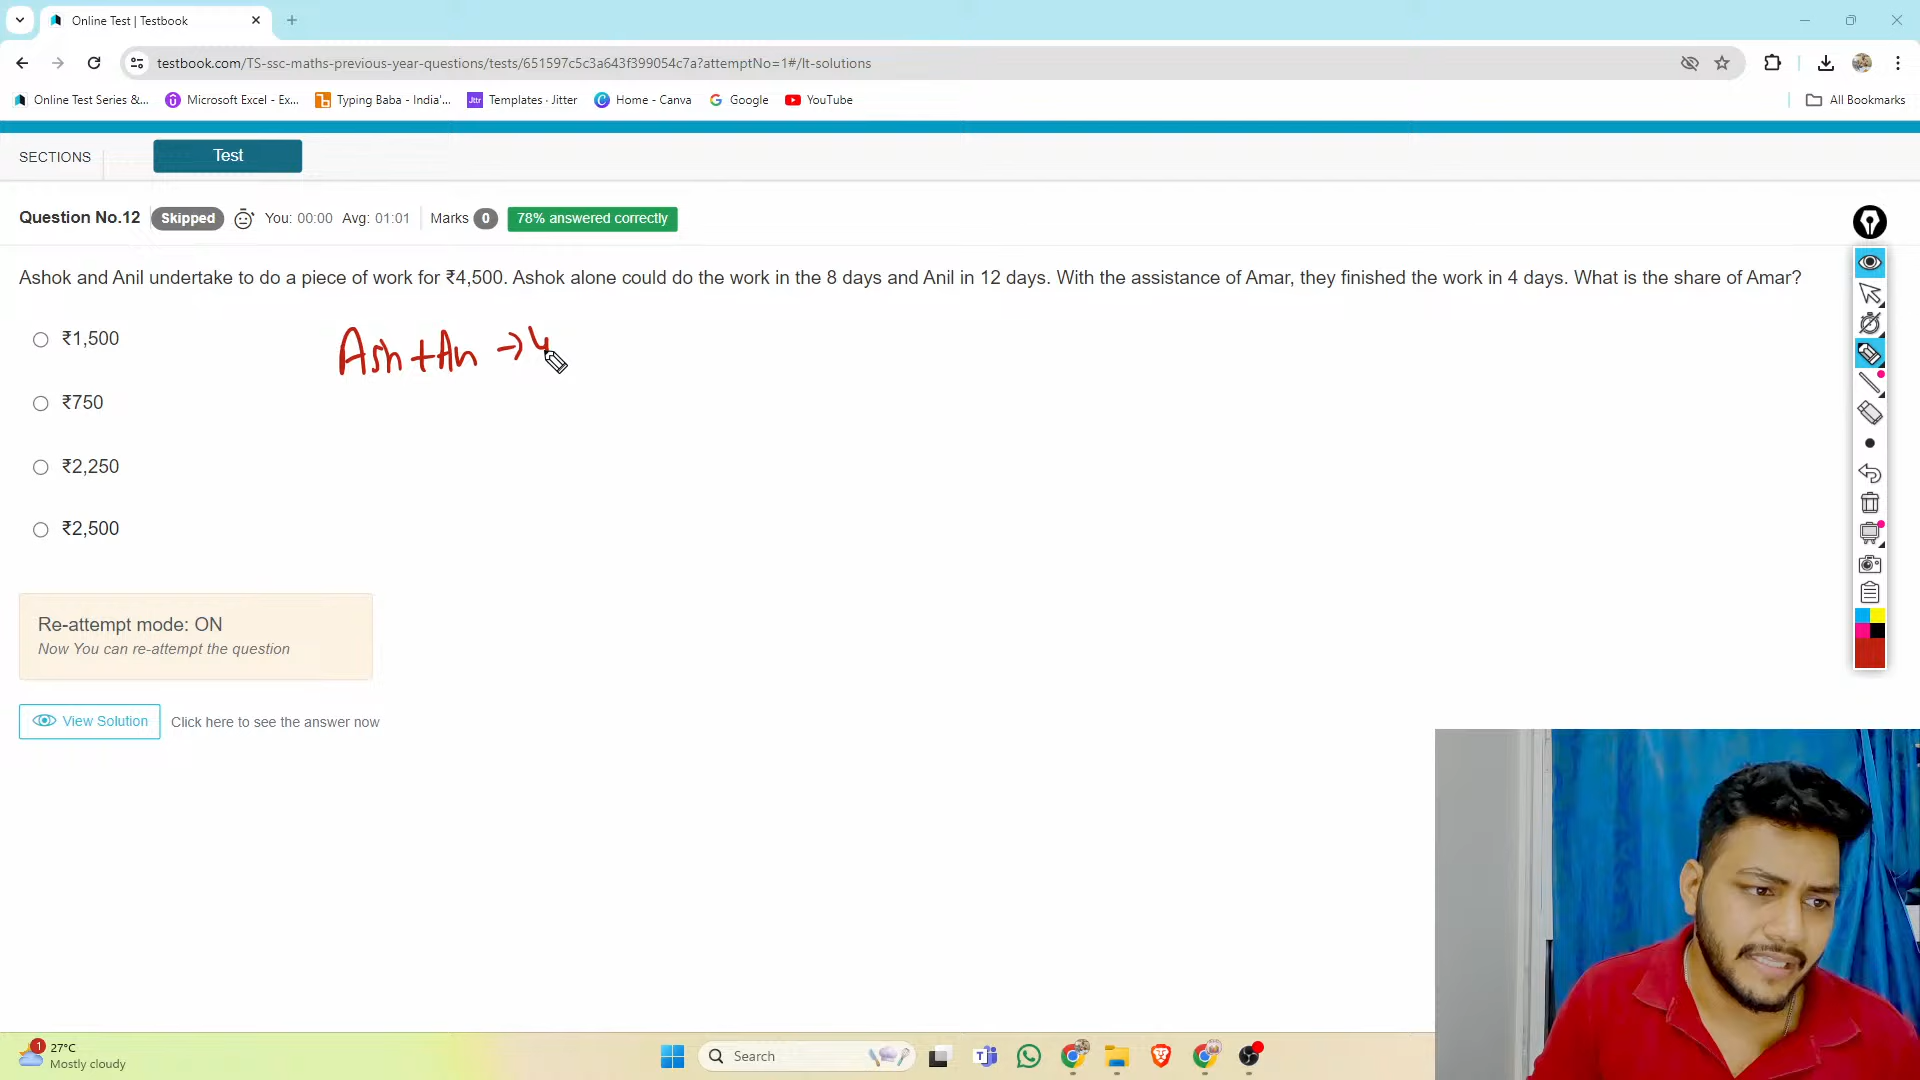 Online Test | Testbook
testbook.com/TS-ssc-maths-previous-year-questions/tests/651597c5c3a643f399054c7a?attemptNo=1#/lt-solutions
Online Test Series &... Microsoft Excel - Ex... Typing Baba - India'... Jitr Templates · Jitter Home - Canva Google YouTube All Bookmarks
SECTIONS Test
Question No.12 Skipped You: 00:00 Avg: 01:01 Marks 0 78% answered correctly
Ashok and Anil undertake to do a piece of work for ₹4,500. Ashok alone could do the work in the 8 days and Anil in 12 days. With the assistance of Amar, they finished the work in 4 days. What is the share of Amar?
₹1,500
Ash + An → 4
₹750
₹2,250
₹2,500
Re-attempt mode: ON
Now You can re-attempt the question
View Solution Click here to see the answer now
1 27°C
Mostly cloudy
Search